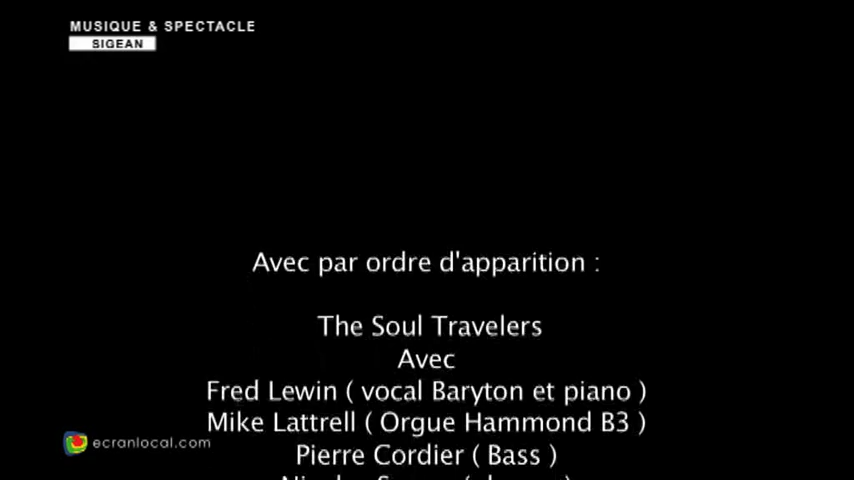 MUSIQUE & SPECTACLE
SIGEAN
Avec par ordre d'apparition :
The Soul Travelers
Avec
Fred Lewin ( vocal Baryton et piano )
Mike Lattrell ( Orgue Hammond B3 )
Pierre Cordier ( Bass )
ecranlocal.com